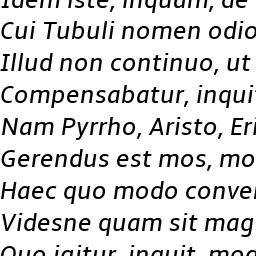 Idem iste, inquam, de
Cui Tubuli nomen odio
Illud non continuo, ut
Compensabatur, inquit
Nam Pyrrho, Aristo, Eri
Gerendus est mos, mo
Haec quo modo conve
Videsne quam sit mag
Quo igitur, inquit, mod